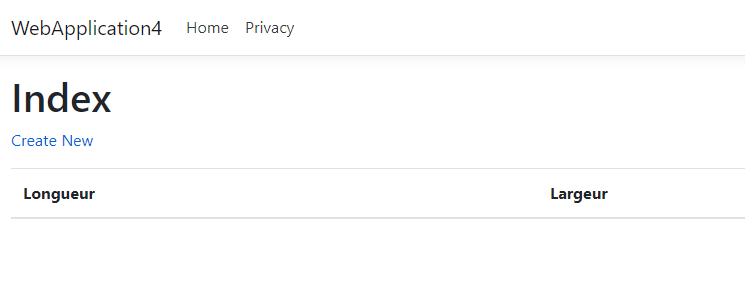 WebApplication4 Home Privacy
Index
Create New
Longueur Largeur